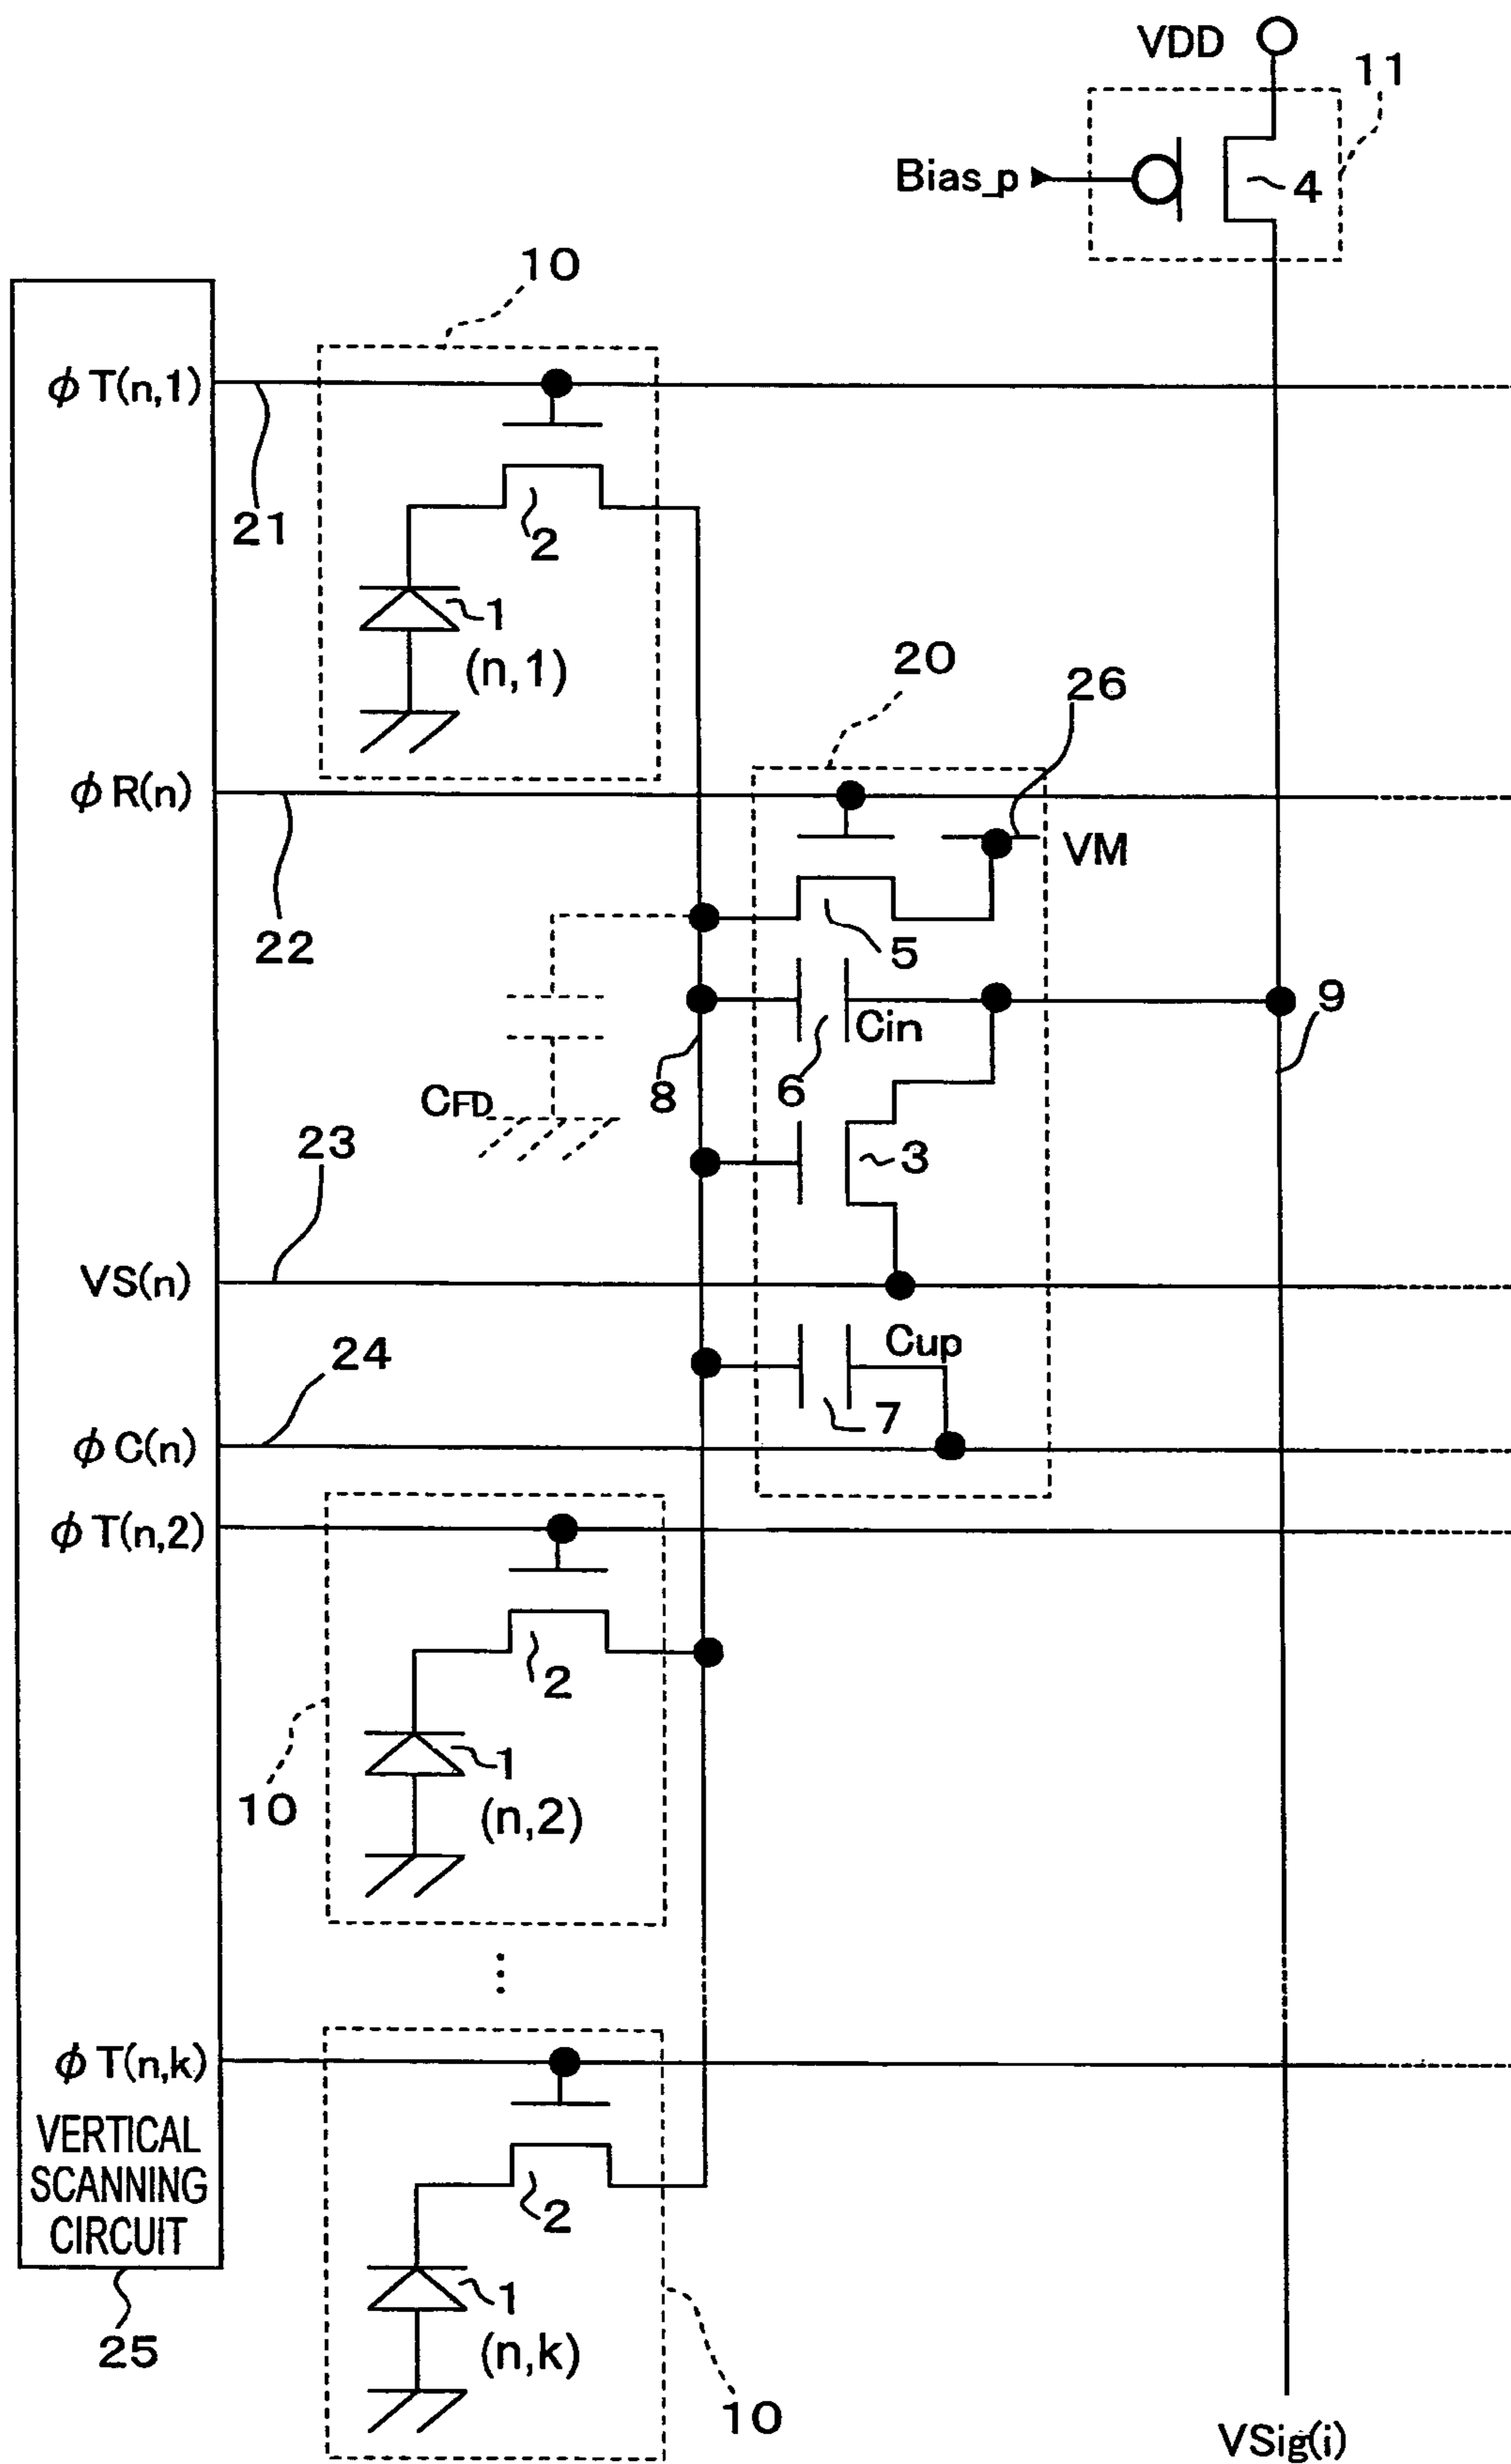 VDD
11
Bias_p
4
10
φT(n,1)
21
2
1
(n,1)
20
26
φR(n)
VM
22
5
9
Cin
CFD
8
6
23
3
VS(n)
Cup
24
7
φC(n)
φT(n,2)
2
1
10
(n,2)
⋮
φT(n,k)
VERTICAL
SCANNING
CIRCUIT
2
1
25
(n,k)
10
VSig(i)